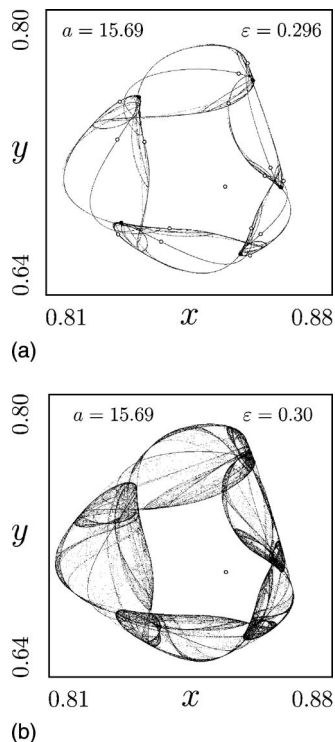 0.80
a = 15.69 ε = 0.296
y
0.64
0.81 x 0.88
(a)
0.80
a = 15.69 ε = 0.30
y
0.64
0.81 x 0.88
(b)